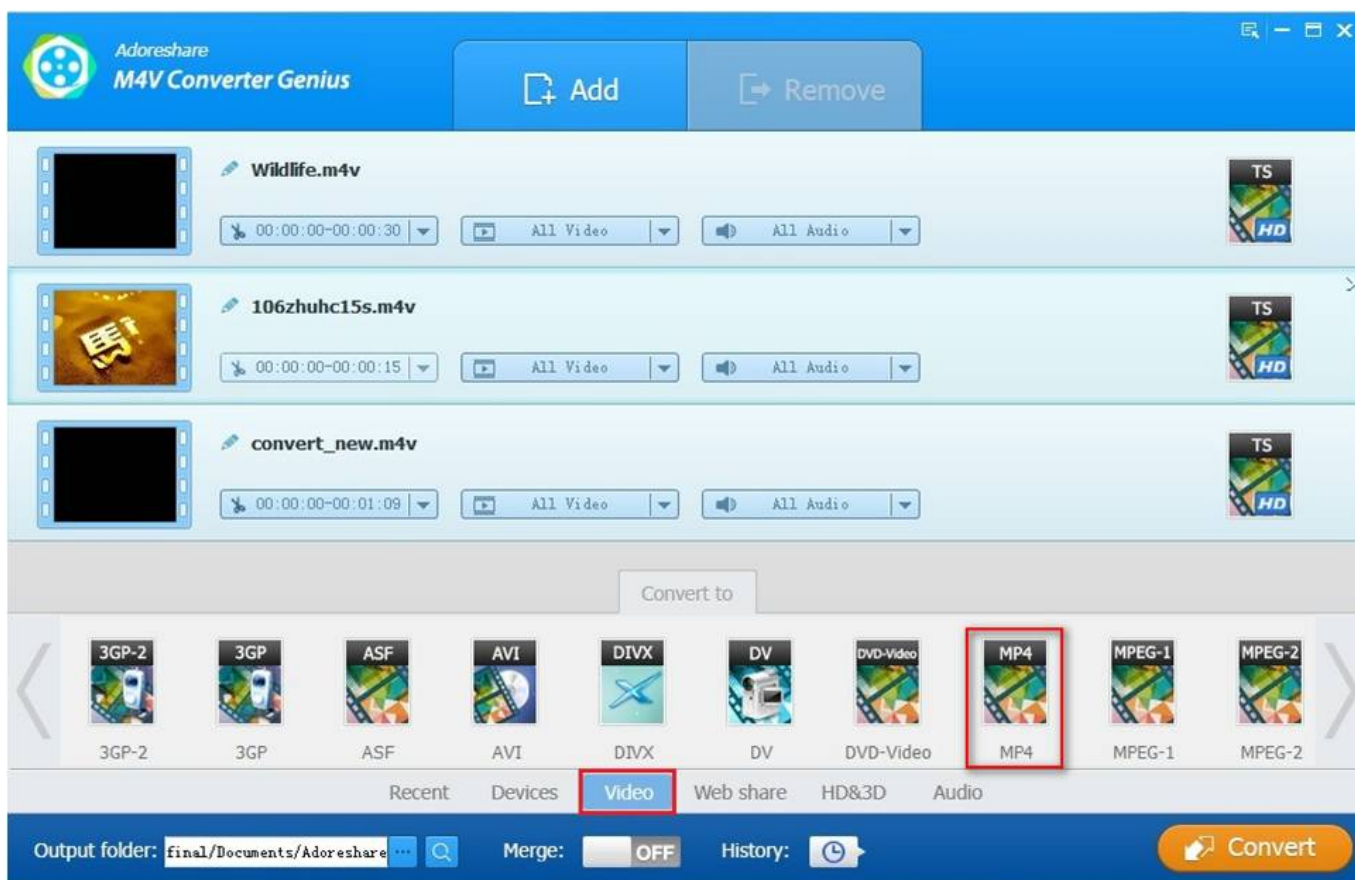 Adoreshare
M4V Converter Genius
Add
Remove
Wildlife.m4v
00:00:00-00:00:30
All Video
All Audio
TS
HD
馬
106zhuhc15s.m4v
00:00:00-00:00:15
All Video
All Audio
TS
HD
convert_new.m4v
00:00:00-00:01:09
All Video
All Audio
TS
HD
Convert to
3GP-2 3GP ASF AVI DIVX DV DVD-Video MP4 MPEG-1 MPEG-2
3GP-2 3GP ASF AVI DIVX DV DVD-Video MP4 MPEG-1 MPEG-2
Recent Devices Video Web share HD&3D Audio
Output folder: final/Documents/Adoreshare ... Merge: OFF History: Convert